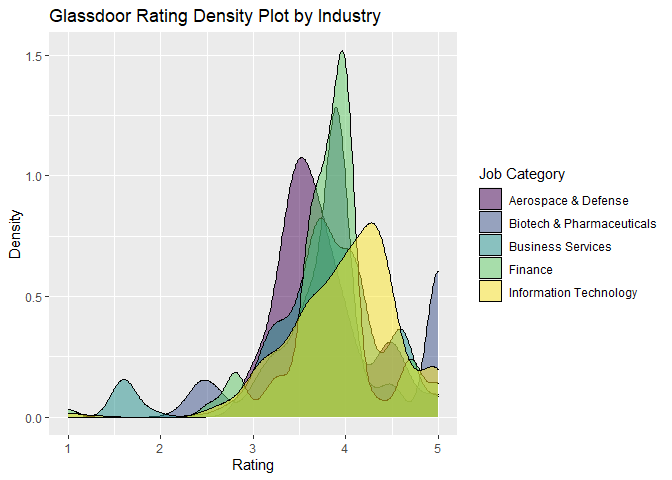 Glassdoor Rating Density Plot by Industry
1.5
1.0
0.5
0.0
Density
1 2 3 4 5
Rating
Job Category
Aerospace & Defense
Biotech & Pharmaceuticals
Business Services
Finance
Information Technology